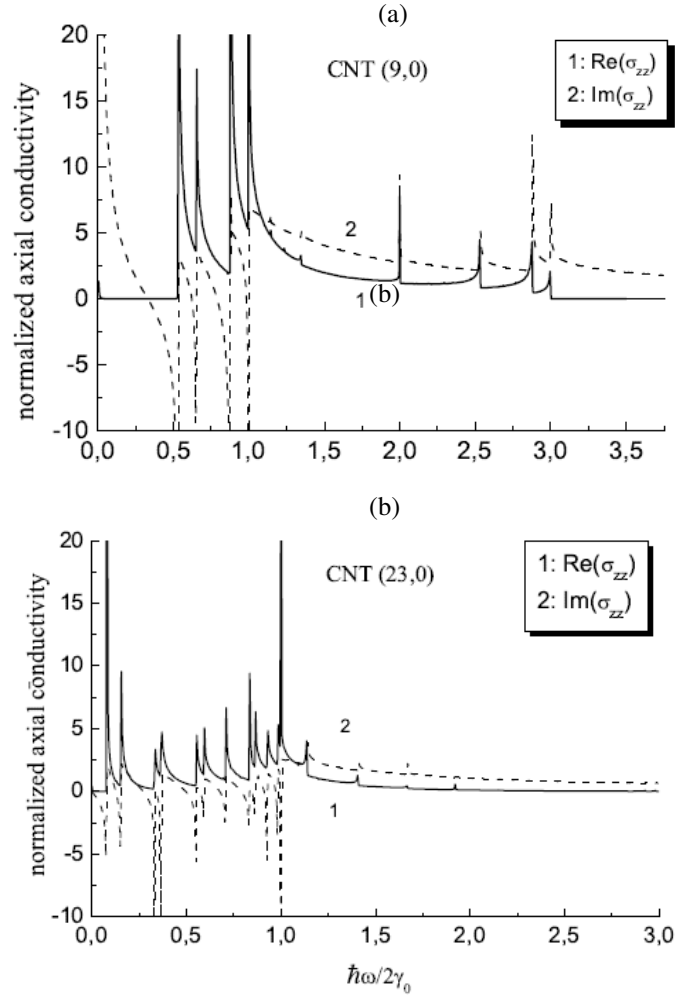 (a)
20
15
10
5
0
-5
-10
normalized axial conductivity
CNT (9,0)
1: Re(σzz)
2: Im(σzz)
2
1
(b)
0,0 0,5 1,0 1,5 2,0 2,5 3,0 3,5
(b)
20
15
10
5
0
-5
-10
normalized axial conductivity
CNT (23,0)
1: Re(σzz)
2: Im(σzz)
2
1
0,0 0,5 1,0 1,5 2,0 2,5 3,0
ħω/2γ₀